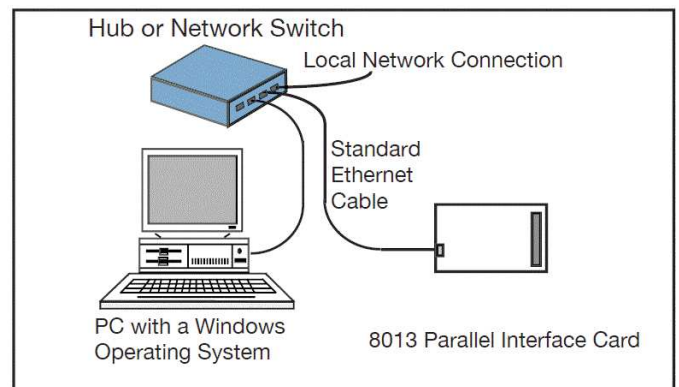 Hub or Network Switch
Local Network Connection
Standard
Ethernet
Cable
PC with a Windows
Operating System
8013 Parallel Interface Card